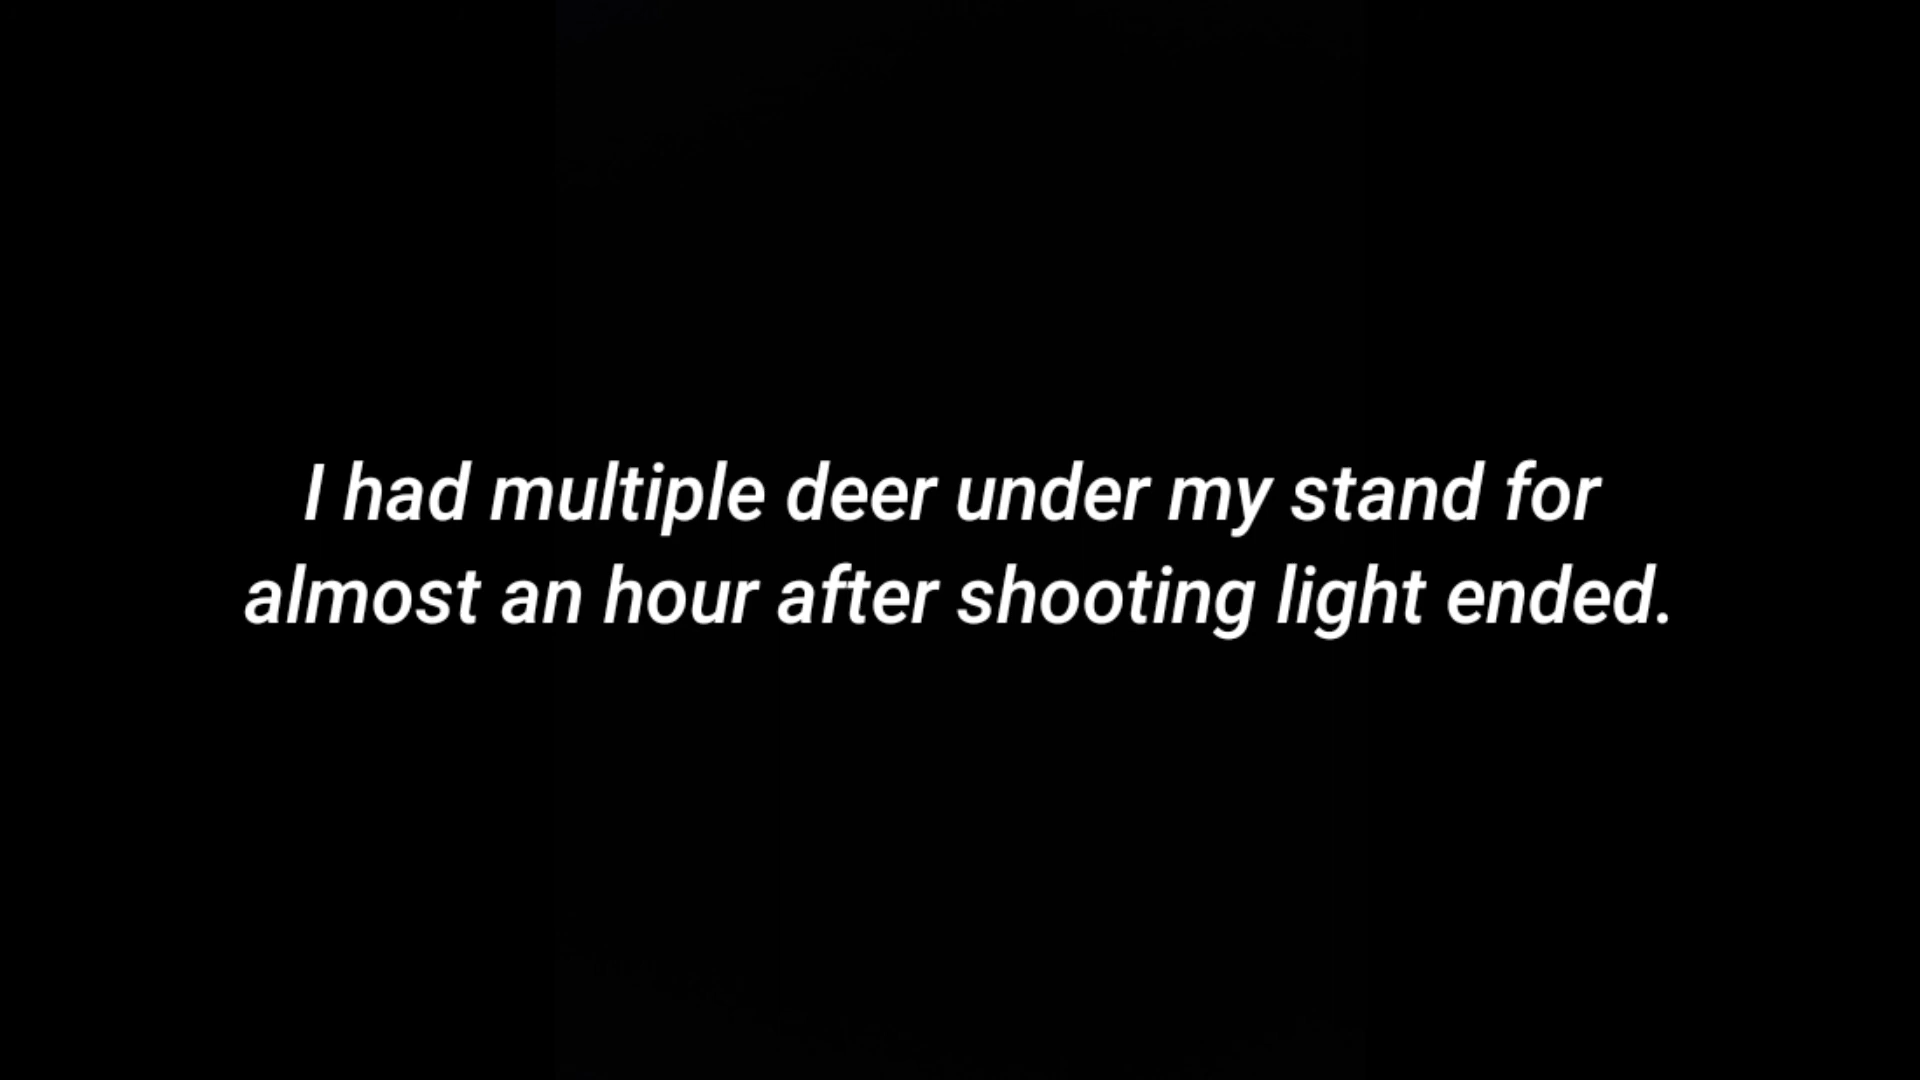 I had multiple deer under my stand for
almost an hour after shooting light ended.